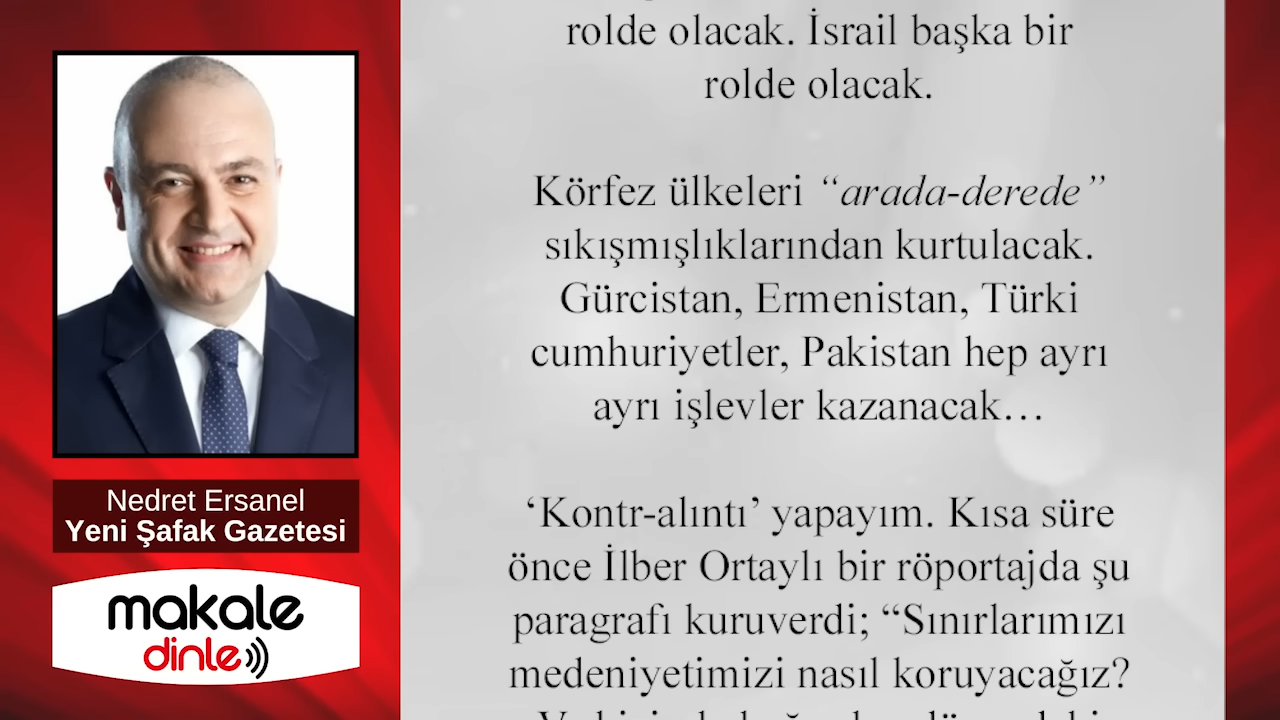 rolde olacak. İsrail başka bir
rolde olacak.
Körfez ülkeleri “arada-derede”
sıkışmışlıklarından kurtulacak.
Gürcistan, Ermenistan, Türki
cumhuriyetler, Pakistan hep ayrı
ayrı işlevler kazanacak…
‘Kontr-alıntı’ yapayım. Kısa süre
önce İlber Ortaylı bir röportajda şu
paragrafı kuruverdi; “Sınırlarımızı
medeniyetimizi nasıl koruyacağız?
Nedret Ersanel
Yeni Şafak Gazetesi
makale
dinle